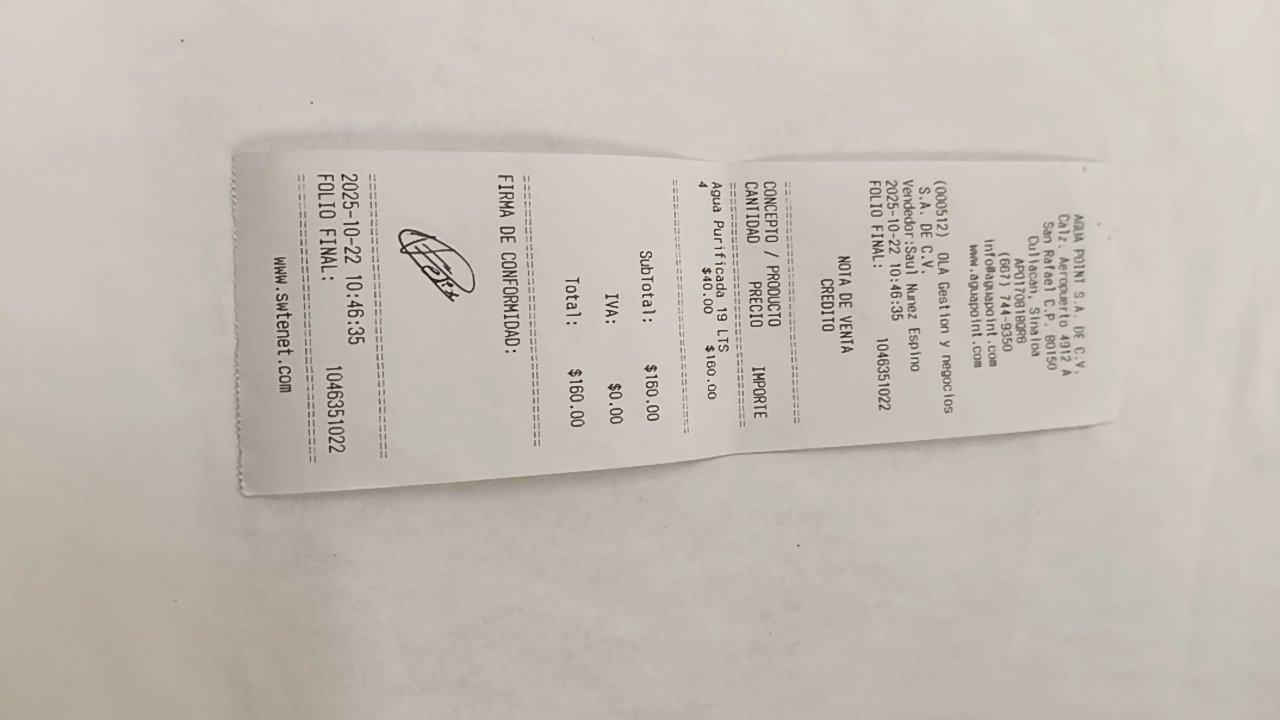 AGUA POINT S.A. DE C.V.
Calz. Aeropuerto 4912 A
San Rafael C.P. 80150
Culiacan, Sinaloa
APO170818QR6
(667) 744-9350
info@aguapoint.com
www.aguapoint.com
(000512) OLA Gestion y negocios
S.A. DE C.V.
Vendedor:Saul Nunez Espino
2025-10-22 10:46:35
FOLIO FINAL: 1046351022
NOTA DE VENTA
CREDITO
CONCEPTO / PRODUCTO
CANTIDAD PRECIO IMPORTE
Agua Purificada 19 LTS
4 $40.00 $160.00
SubTotal: $160.00
IVA: $0.00
Total: $160.00
FIRMA DE CONFORMIDAD:
2025-10-22 10:46:35
FOLIO FINAL: 1046351022
www.swtenet.com